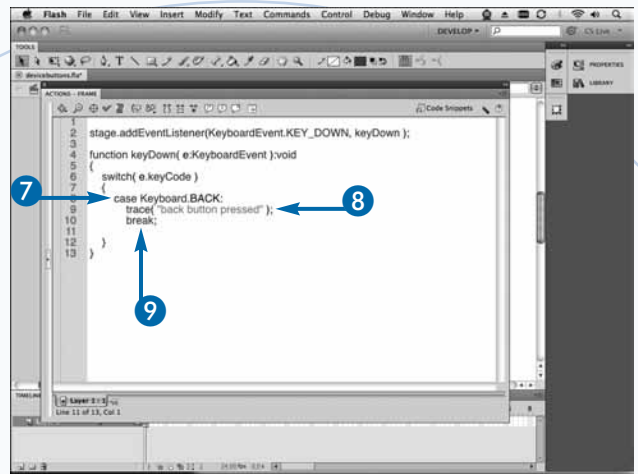 Flash File Edit View Insert Modify Text Commands Control Debug Window Help
DEVELOP
TOOLS
devicebuttons.fla*
PROPERTIES
LIBRARY
ACTIONS - FRAME
Code Snippets
1
2 stage.addEventListener(KeyboardEvent.KEY_DOWN, keyDown );
3
4 function keyDown( e:KeyboardEvent ):void
5 {
6 switch( e.keyCode )
7 {
8 case Keyboard.BACK:
9 trace( "back button pressed" );
10 break;
11
12 }
13 }
7
8
9
Layer 1 : 1
Line 11 of 13, Col 1